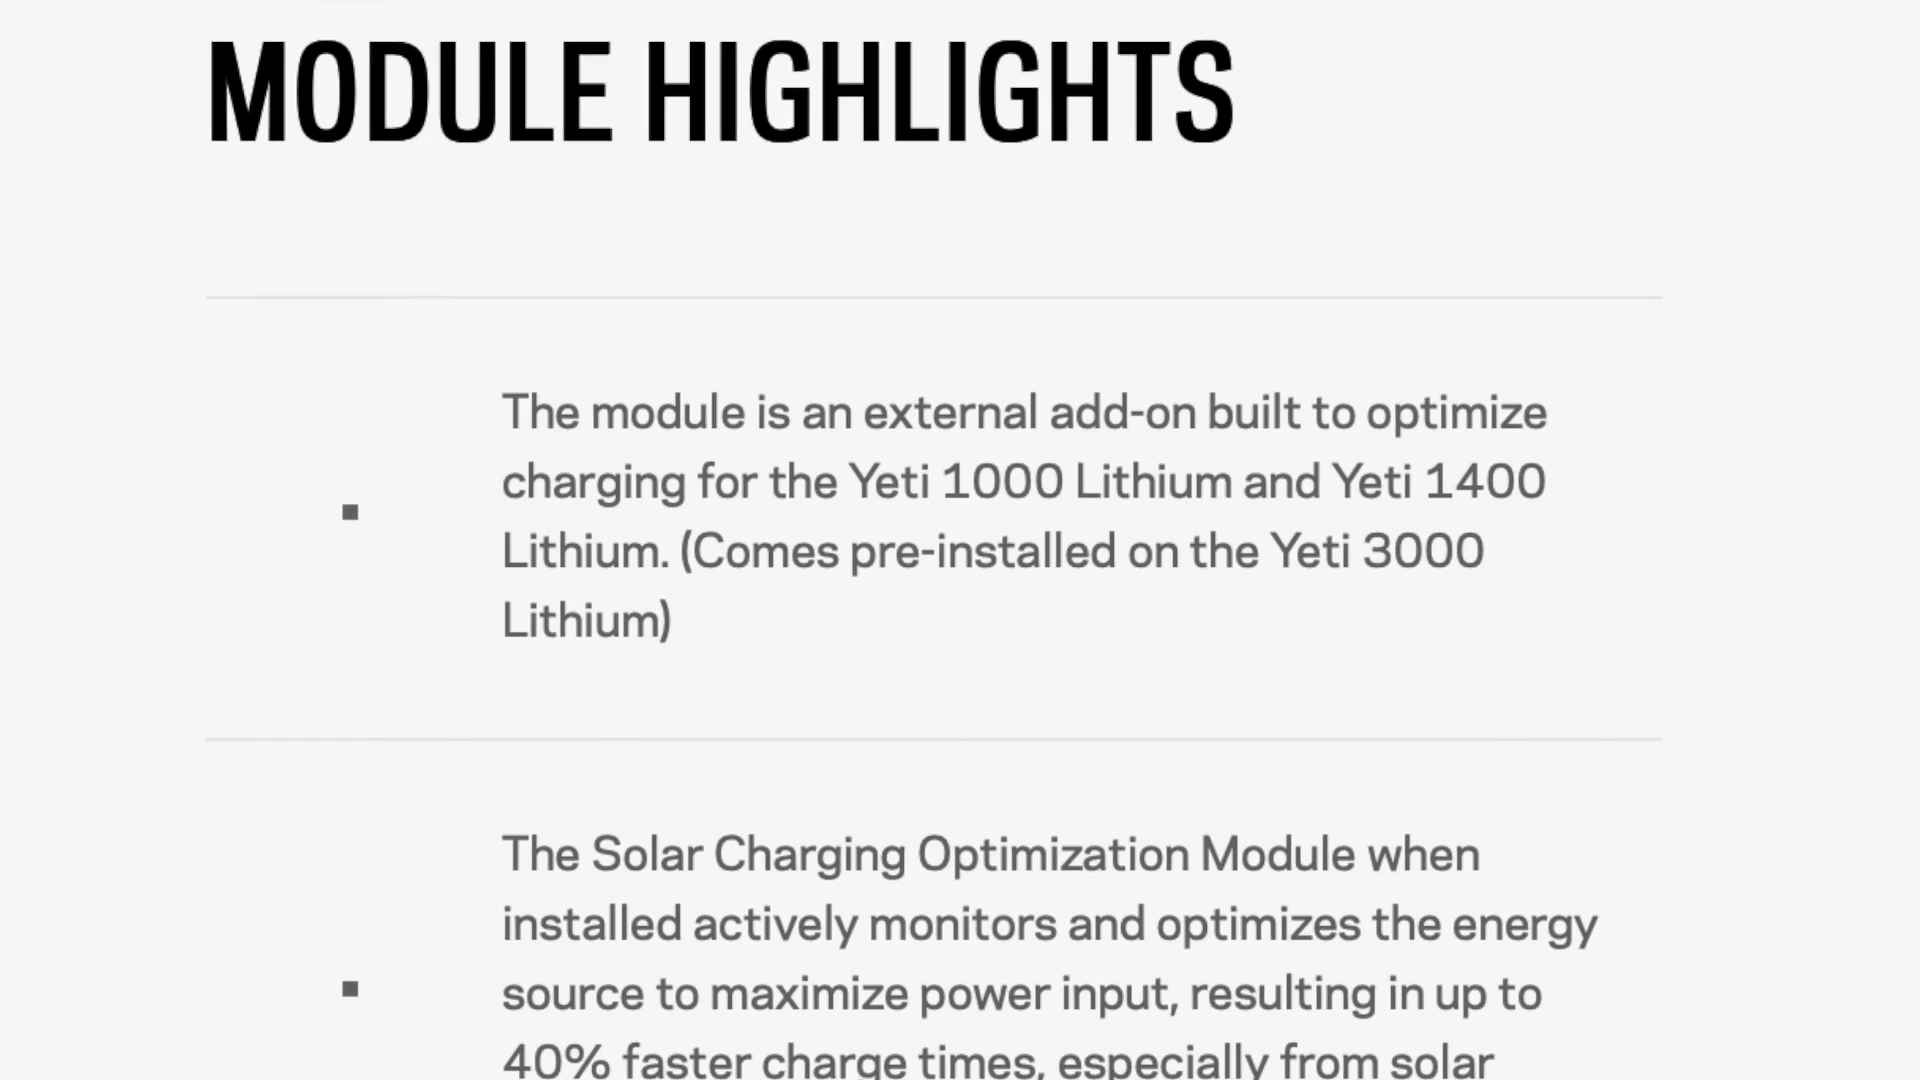 MODULE HIGHLIGHTS
The module is an external add-on built to optimize
charging for the Yeti 1000 Lithium and Yeti 1400
Lithium. (Comes pre-installed on the Yeti 3000
Lithium)
The Solar Charging Optimization Module when
installed actively monitors and optimizes the energy
source to maximize power input, resulting in up to
40% faster charge times, especially from solar